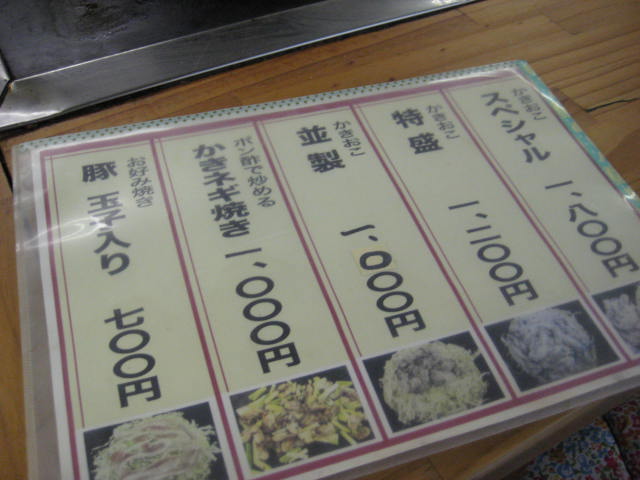 かきおこ
スペシャル
一、八〇〇円
かきおこ
特盛
一、二〇〇円
かきおこ
並製
一、〇〇〇円
ポン酢で炒める
かきネギ焼き
一、〇〇〇円
お好み焼き
豚 玉子入り
七〇〇円